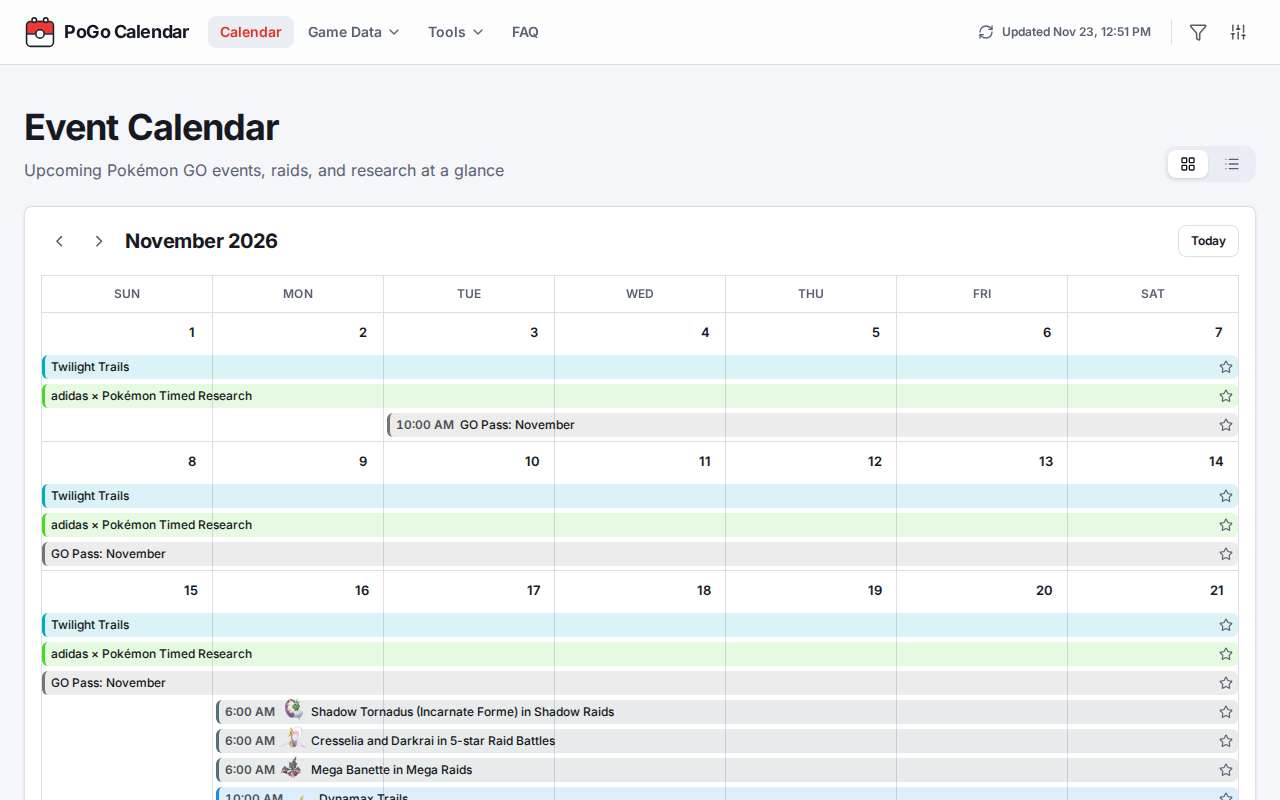 PoGo Calendar
Calendar
Game Data
Tools
FAQ
Updated Nov 23, 12:51 PM
Event Calendar
Upcoming Pokémon GO events, raids, and research at a glance
November 2026
Today
SUN MON TUE WED THU FRI SAT
1 2 3 4 5 6 7
Twilight Trails
adidas × Pokémon Timed Research
10:00 AM GO Pass: November
8 9 10 11 12 13 14
Twilight Trails
adidas × Pokémon Timed Research
GO Pass: November
15 16 17 18 19 20 21
Twilight Trails
adidas × Pokémon Timed Research
GO Pass: November
6:00 AM Shadow Tornadus (Incarnate Forme) in Shadow Raids
6:00 AM Cresselia and Darkrai in 5-star Raid Battles
6:00 AM Mega Banette in Mega Raids
10:00 AM Dynamax Trails